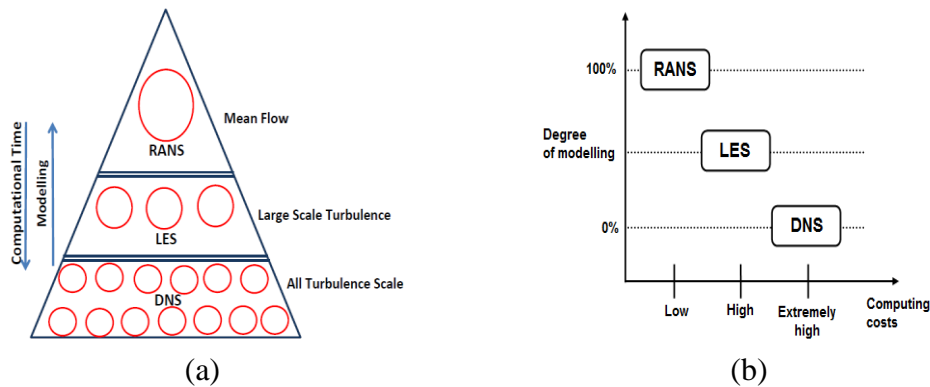 Computational Time
Modelling
RANS
Mean Flow
LES
Large Scale Turbulence
DNS
All Turbulence Scale
(a)
100%
RANS
Degree
of modelling
LES
0%
DNS
Low
High
Extremely
high
Computing
costs
(b)